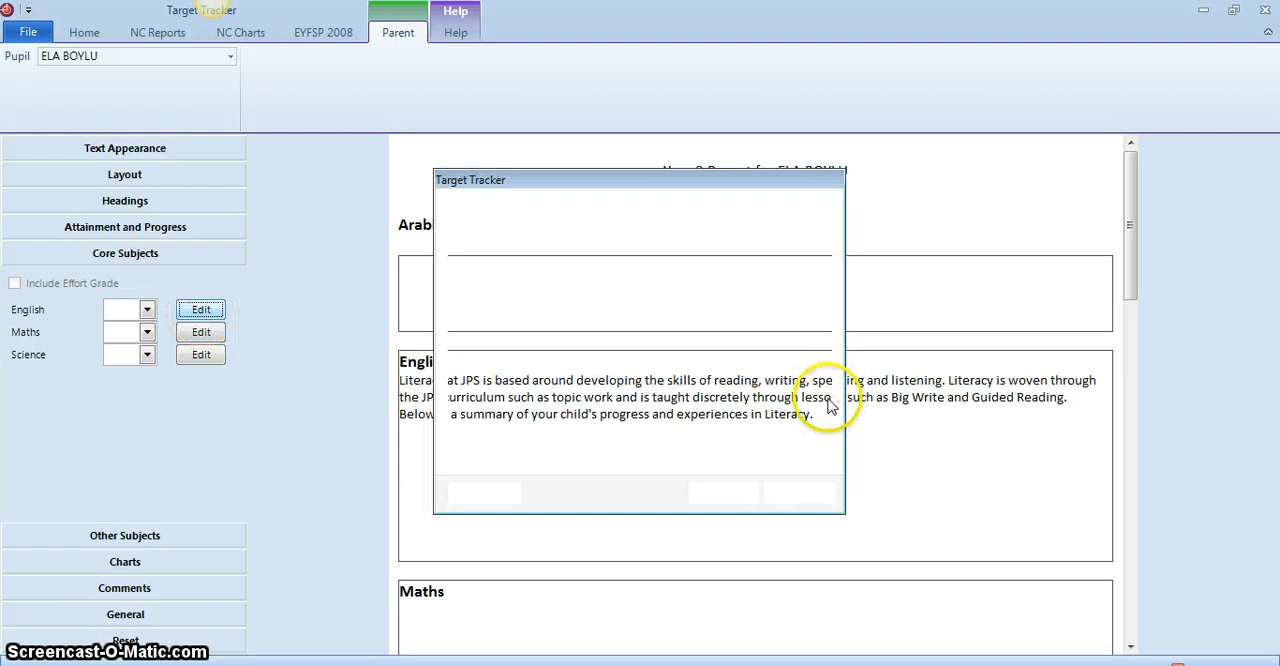 Target Tracker
Help
File
Home
NC Reports
NC Charts
EYFSP 2008
Parent
Help
Pupil
ELA BOYLU
Text Appearance
Layout
Headings
Attainment and Progress
Core Subjects
Include Effort Grade
English
Edit
Maths
Edit
Science
Edit
Other Subjects
Charts
Comments
General
Reset
ELA BOYLU
Target Tracker
Arab
Engli
at JPS is based around developing the skills of reading, writing, spe ing and listening. Literacy is woven through
the JP curriculum such as topic work and is taught discretely through lesso such as Big Write and Guided Reading.
Below a summary of your child's progress and experiences in Literacy.
Maths
Screencast-O-Matic.com